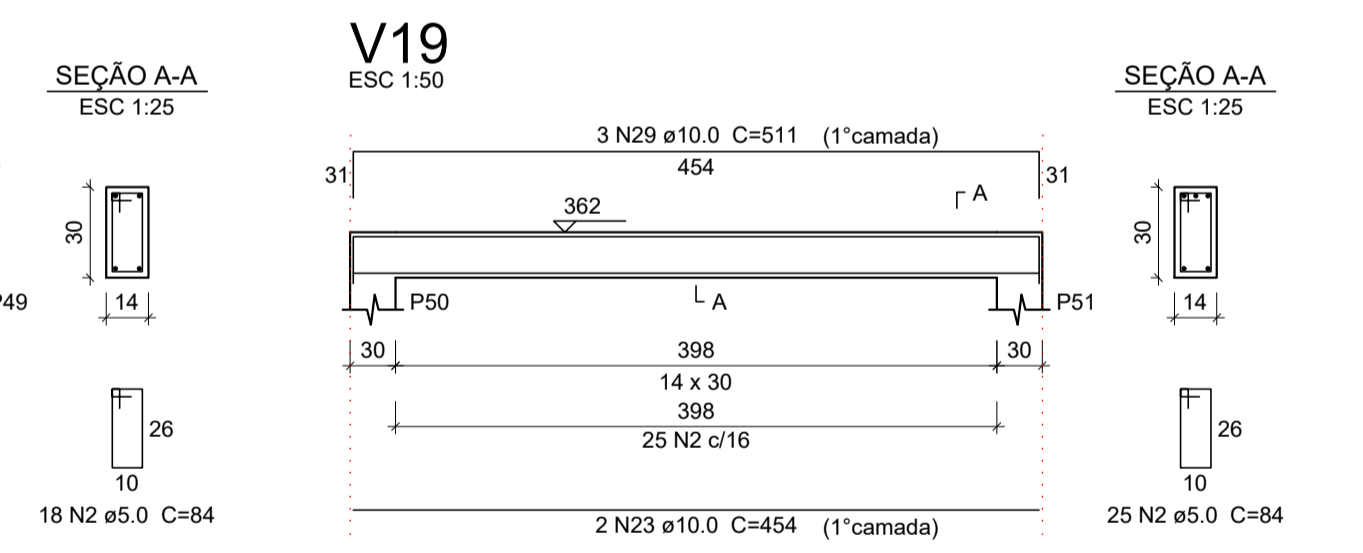 SEÇÃO A-A
ESC 1:25
30
14
P49
26
10
18 N2 ø5.0 C=84
V19
ESC 1:50
3 N29 ø10.0 C=511 (1°camada)
31
454
31
A
362
P50
A
P51
30
398
30
14 x 30
398
25 N2 c/16
2 N23 ø10.0 C=454 (1°camada)
SEÇÃO A-A
ESC 1:25
30
14
26
10
25 N2 ø5.0 C=84